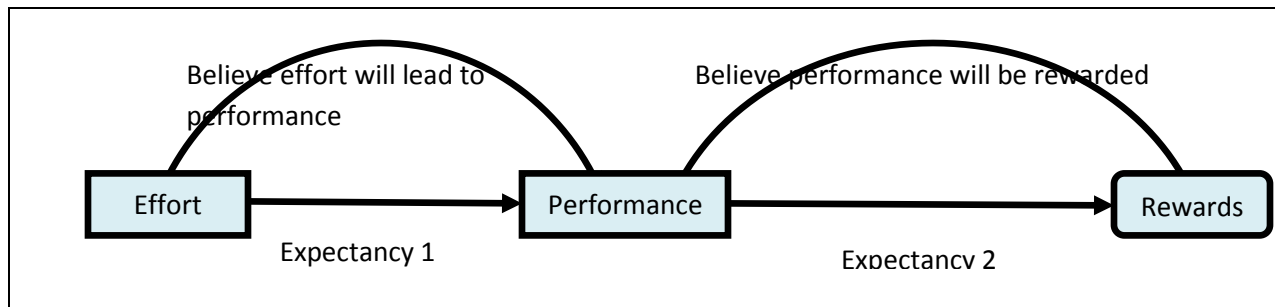 Believe effort will lead to
performance
Believe performance will be rewarded
Effort
Performance
Rewards
Expectancy 1
Expectancy 2